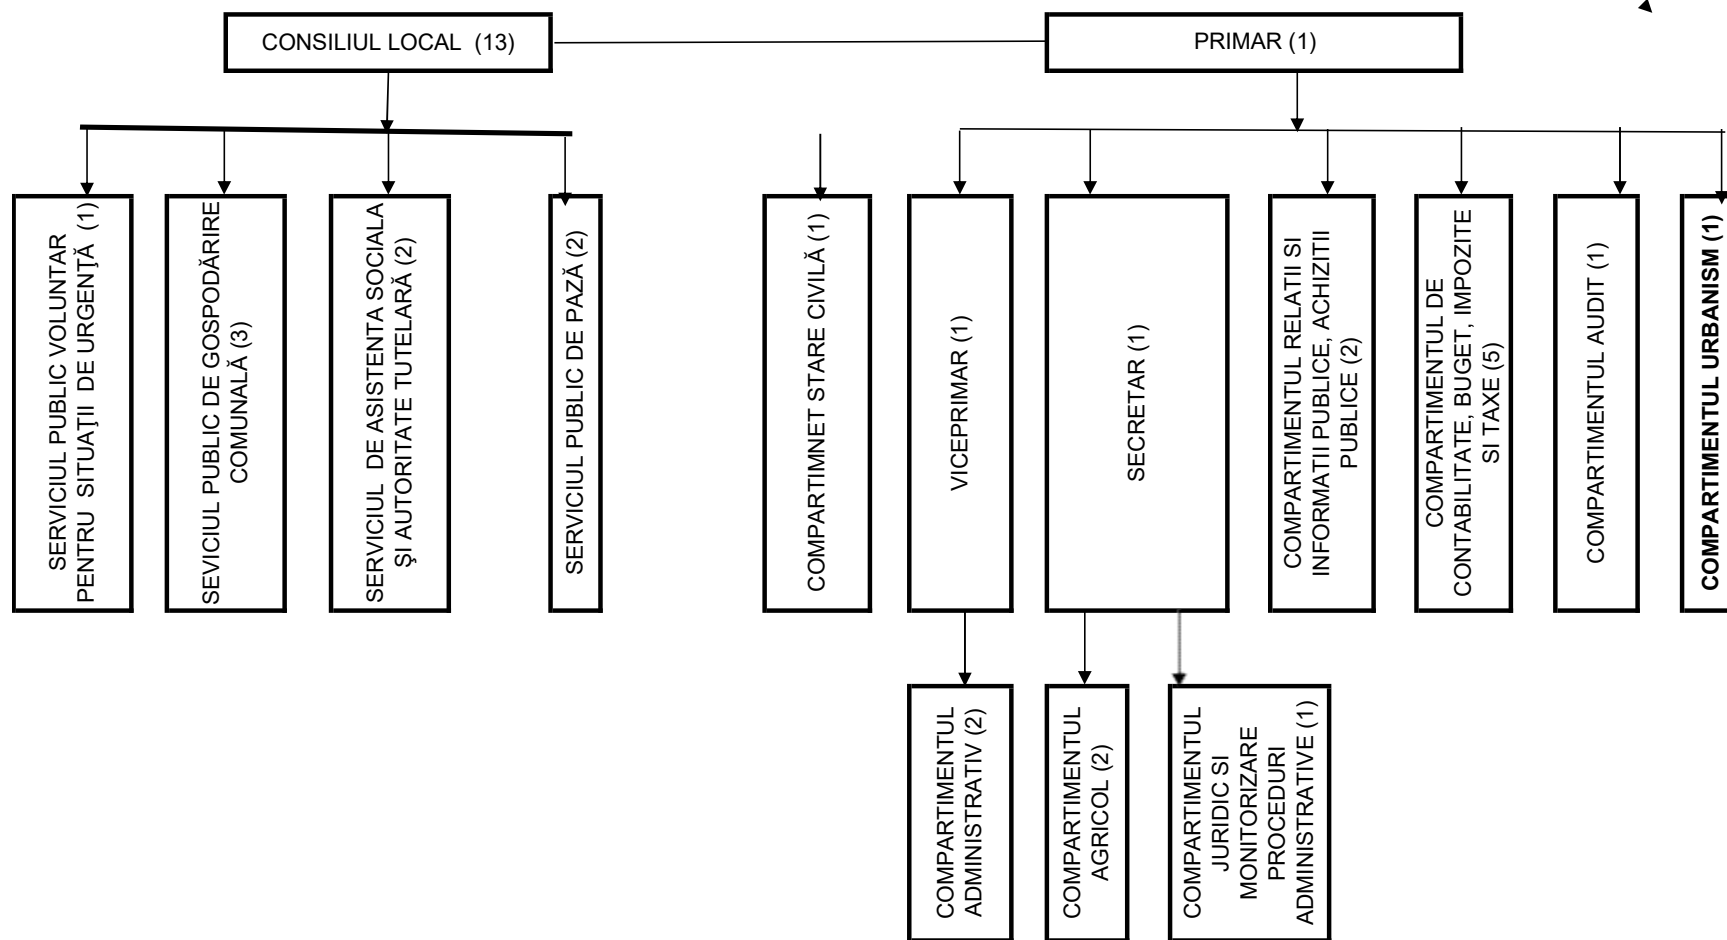 CONSILIUL LOCAL (13)
PRIMAR (1)
SERVICIUL PUBLIC VOLUNTAR
PENTRU SITUAŢII DE URGENŢĂ (1)
SEVICIUL PUBLIC DE GOSPODĂRIRE
COMUNALĂ (3)
SERVICIUL DE ASISTENTA SOCIALA
ŞI AUTORITATE TUTELARĂ (2)
SERVICIUL PUBLIC DE PAZĂ (2)
COMPARTIMNET STARE CIVILĂ (1)
VICEPRIMAR (1)
SECRETAR (1)
COMPARTIMENTUL RELATII SI
INFORMATII PUBLICE, ACHIZITII
PUBLICE (2)
COMPARTIMENTUL DE
CONTABILITATE, BUGET, IMPOZITE
SI TAXE (5)
COMPARTIMENTUL AUDIT (1)
COMPARTIMENTUL URBANISM (1)
COMPARTIMENTUL
ADMINISTRATIV (2)
COMPARTIMENTUL
AGRICOL (2)
COMPARTIMENTUL
JURIDIC SI
MONITORIZARE
PROCEDURI
ADMINISTRATIVE (1)